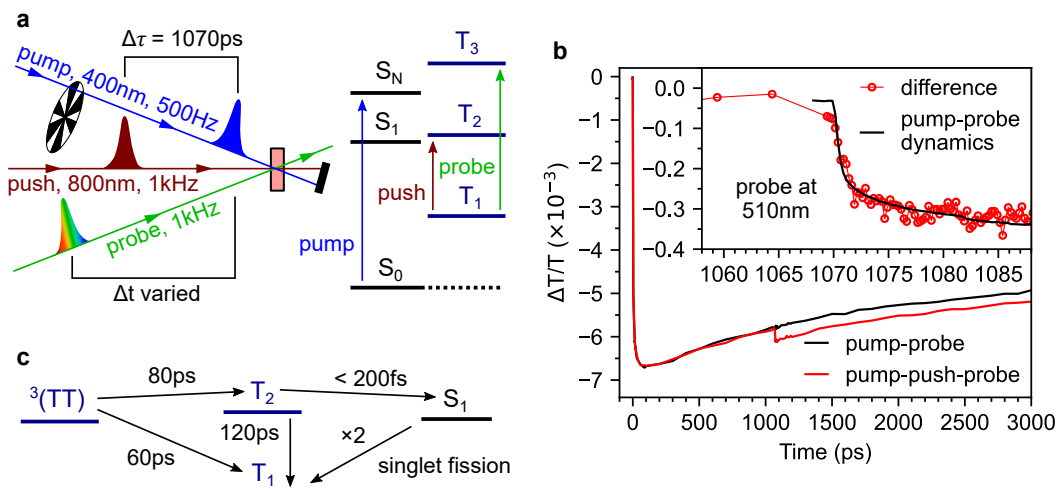 a
Δτ = 1070ps
pump, 400nm, 500Hz
push, 800nm, 1kHz
probe, 1kHz
Δt varied
S_N
S_1
S_0
T_3
T_2
T_1
pump
push
probe
b
ΔT/T (×10⁻³)
0
−1
−2
−3
−4
−5
−6
−7
0 500 1000 1500 2000 2500 3000
Time (ps)
0.0
−0.1
−0.2
−0.3
−0.4
1060 1065 1070 1075 1080 1085
difference
pump-probe
dynamics
probe at
510nm
pump-probe
pump-push-probe
c
³(TT)
80ps
T_2
< 200fs
S_1
60ps
120ps
×2
T_1
singlet fission